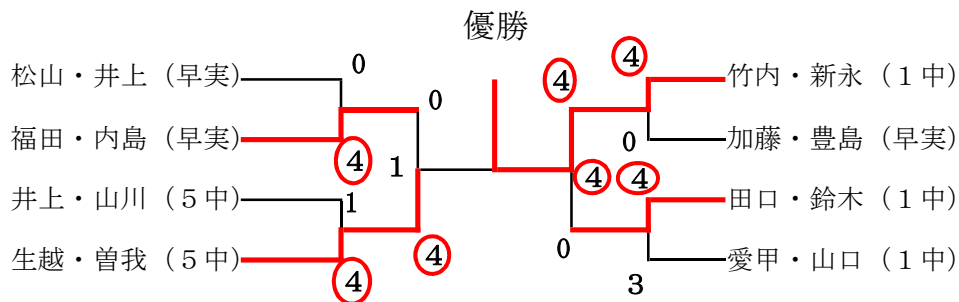 優勝
松山・井上（早実）
0
④
④
竹内・新永（１中）
福田・内島（早実）
④
0
0
加藤・豊島（早実）
井上・山川（５中）
1
1
④
④
田口・鈴木（１中）
生越・曽我（５中）
④
④
0
3
愛甲・山口（１中）